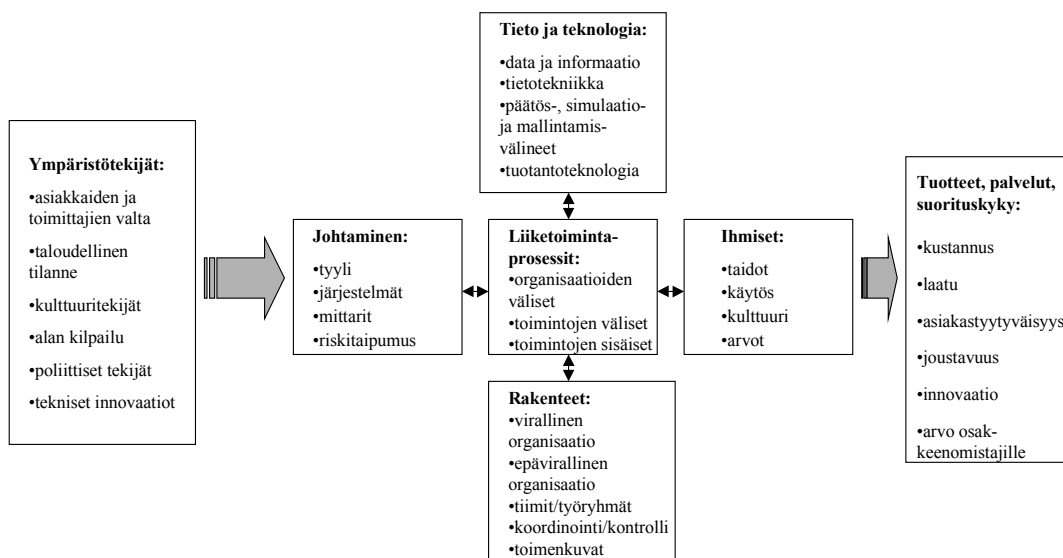 Tieto ja teknologia:
•data ja informaatio
•tietotekniikka
•päätös-, simulaatio-
ja mallintamis-
välineet
•tuotantoteknologia
Ympäristötekijät:
•asiakkaiden ja
toimittajien valta
•taloudellinen
tilanne
•kulttuuritekijät
•alan kilpailu
•poliittiset tekijät
•tekniset innovaatiot
Johtaminen:
•tyyli
•järjestelmät
•mittarit
•riskitaipumus
Liiketoiminta-
prosessit:
•organisaatioiden
väliset
•toimintojen väliset
•toimintojen sisäiset
Ihmiset:
•taidot
•käytös
•kulttuuri
•arvot
Tuotteet, palvelut,
suorituskyky:
•kustannus
•laatu
•asiakastyytyväisyys
•joustavuus
•innovaatio
•arvo osak-
keenomistajille
Rakenteet:
•virallinen
organisaatio
•epävirallinen
organisaatio
•tiimit/työryhmät
•koordinointi/kontrolli
•toimenkuvat